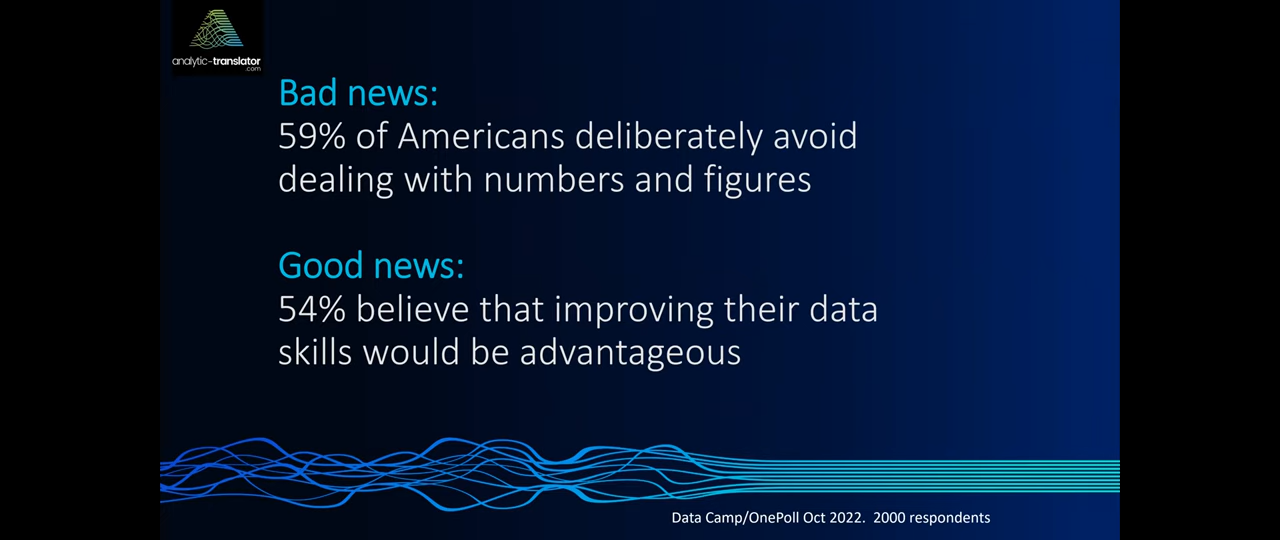 analytic-translator
.com
Bad news:
59% of Americans deliberately avoid
dealing with numbers and figures
Good news:
54% believe that improving their data
skills would be advantageous
Data Camp/OnePoll Oct 2022.  2000 respondents